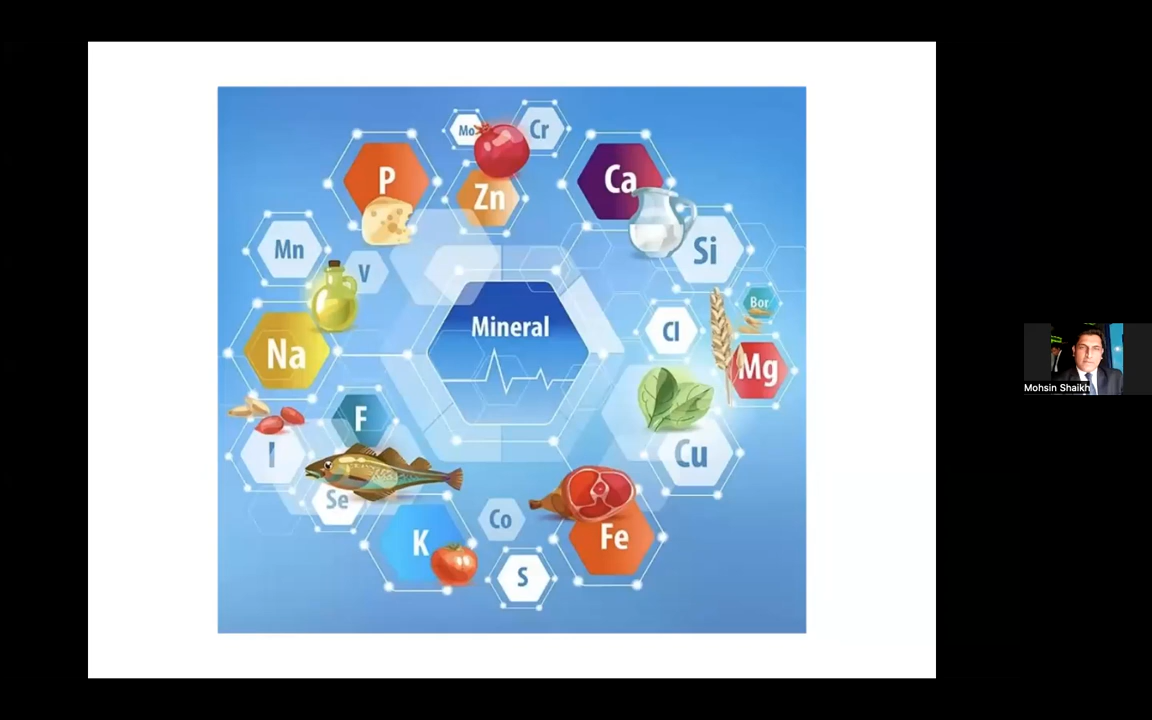 Mo
Cr
P
Zn
Ca
Mn
V
Si
Bor
Mineral
Cl
Na
Mg
F
I
Cu
Se
K
Co
Fe
S
Mohsin Shaikh